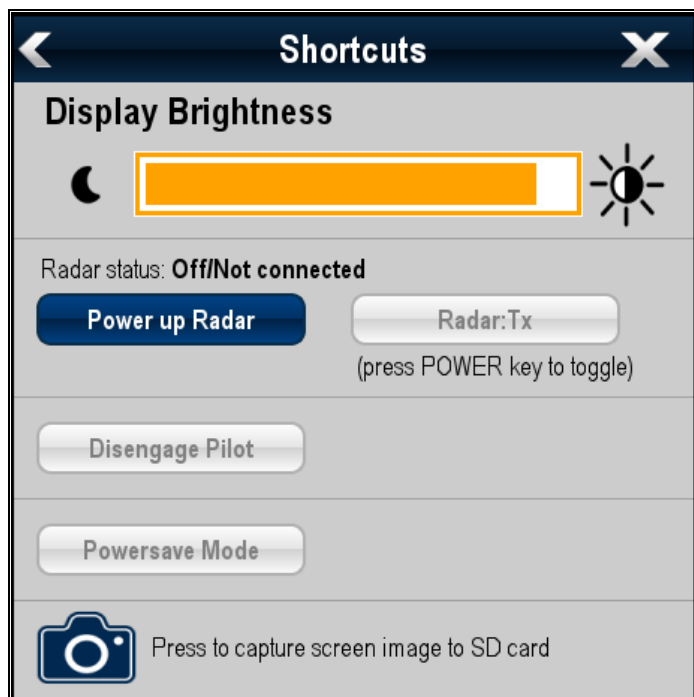 Shortcuts
Display Brightness
Radar status: Off/Not connected
Power up Radar
Radar:Tx
(press POWER key to toggle)
Disengage Pilot
Powersave Mode
Press to capture screen image to SD card